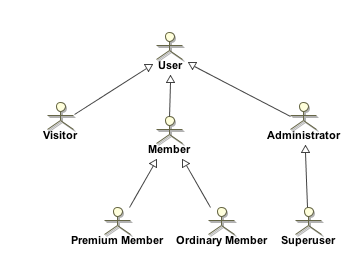 User
Visitor
Member
Administrator
Premium Member
Ordinary Member
Superuser